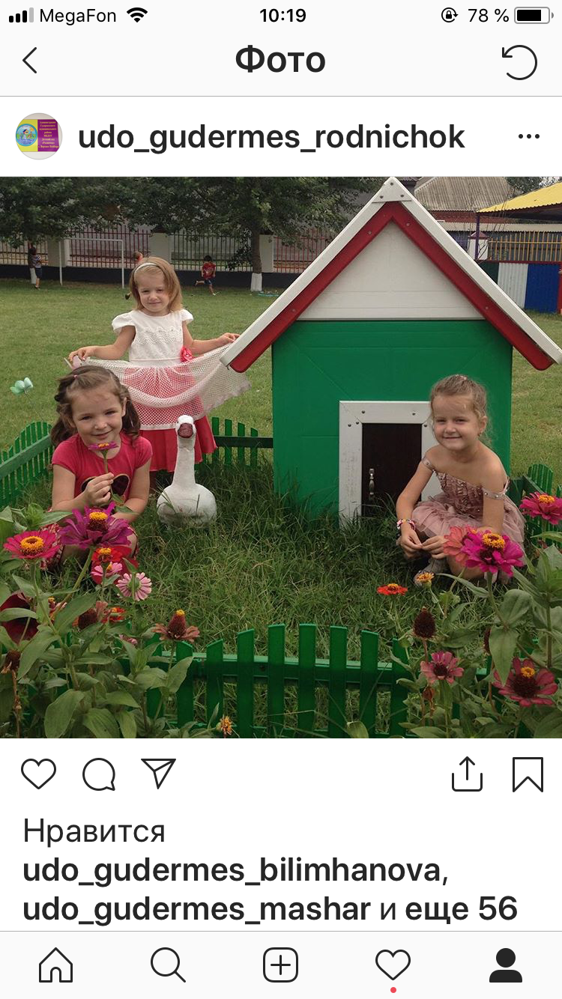 MegaFon 10:19 78 %
Фото
udo_gudermes_rodnichok
Нравится
udo_gudermes_bilimhanova,
udo_gudermes_mashar и еще 56